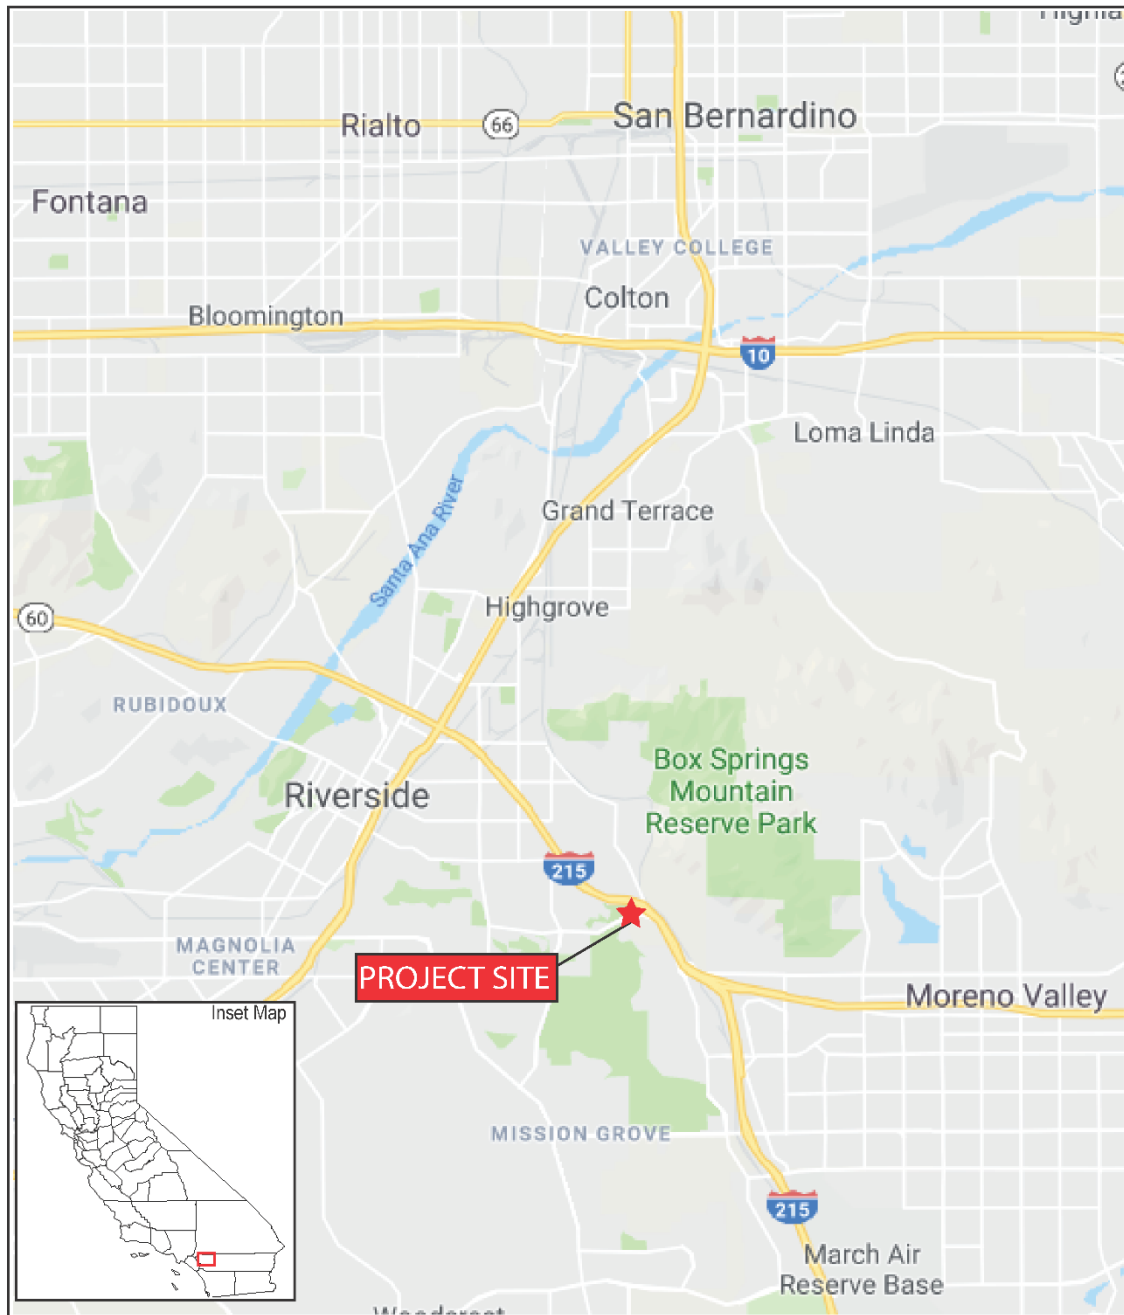 Rialto
66
San Bernardino
Fontana
VALLEY COLLEGE
Colton
Bloomington
10
Loma Linda
Santa Ana River
Grand Terrace
Highgrove
60
RUBIDOUX
Box Springs
Mountain
Reserve Park
Riverside
215
MAGNOLIA
CENTER
PROJECT SITE
Moreno Valley
Inset Map
MISSION GROVE
215
March Air
Reserve Base